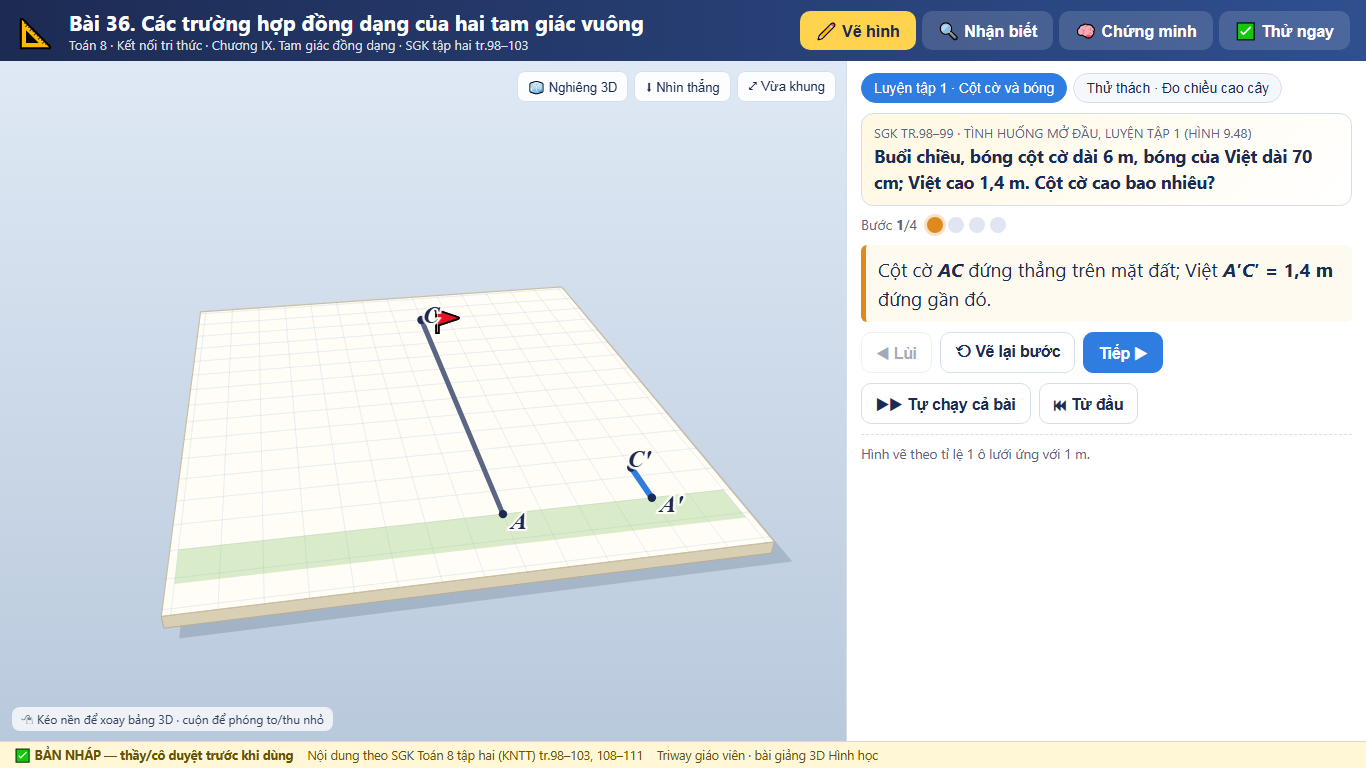 Bài 36. Các trường hợp đồng dạng của hai tam giác vuông
Toán 8 · Kết nối tri thức · Chương IX. Tam giác đồng dạng · SGK tập hai tr.98–103
Vẽ hình
Nhận biết
Chứng minh
Thử ngay
Nghiêng 3D
Nhìn thẳng
Vừa khung
C
C′
A
A′
Kéo nền để xoay bảng 3D · cuộn để phóng to/thu nhỏ
Luyện tập 1 · Cột cờ và bóng
Thử thách · Đo chiều cao cây
SGK TR.98–99 · TÌNH HUỐNG MỞ ĐẦU, LUYỆN TẬP 1 (HÌNH 9.48)
Buổi chiều, bóng cột cờ dài 6 m, bóng của Việt dài 70
cm; Việt cao 1,4 m. Cột cờ cao bao nhiêu?
Bước 1/4
Cột cờ AC đứng thẳng trên mặt đất; Việt A′C′ = 1,4 m
đứng gần đó.
Lùi
Vẽ lại bước
Tiếp
Tự chạy cả bài
Từ đầu
Hình vẽ theo tỉ lệ 1 ô lưới ứng với 1 m.
BẢN NHÁP — thầy/cô duyệt trước khi dùng
Nội dung theo SGK Toán 8 tập hai (KNTT) tr.98–103, 108–111
Triway giáo viên · bài giảng 3D Hình học